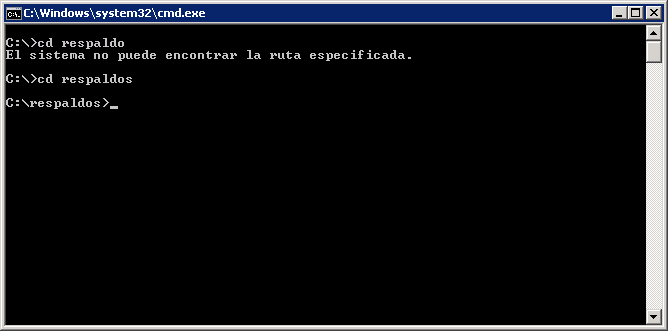 C:\Windows\system32\cmd.exe
C:\>cd respaldo
El sistema no puede encontrar la ruta especificada.
C:\>cd respaldos
C:\respaldos>_